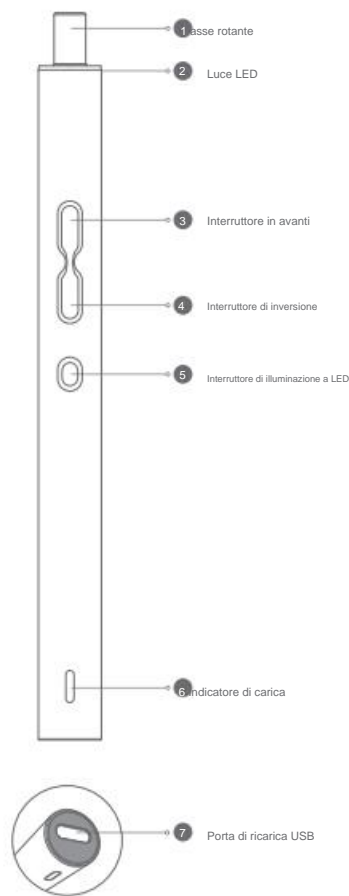 1 asse rotante
2 Luce LED
3 Interruttore in avanti
4 Interruttore di inversione
5 Interruttore di illuminazione a LED
6 Indicatore di carica
7 Porta di ricarica USB